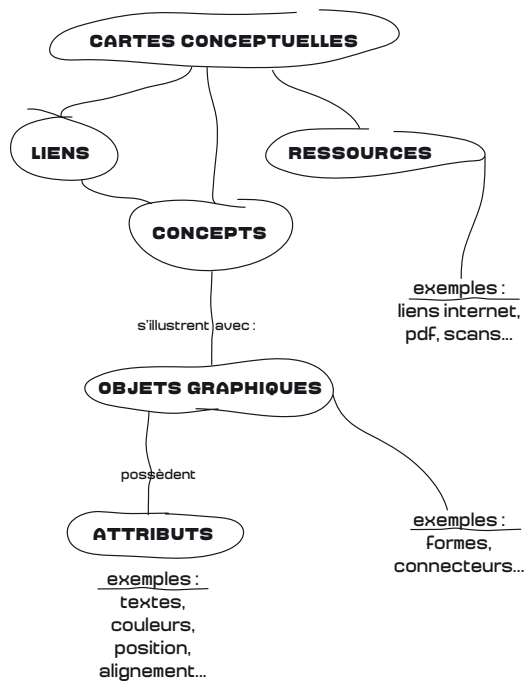 CARTES CONCEPTUELLES
LIENS
RESSOURCES
CONCEPTS
exemples :
liens internet,
pdf, scans...
s'illustrent avec :
OBJETS GRAPHIQUES
possèdent
exemples :
formes,
connecteurs...
ATTRIBUTS
exemples :
textes,
couleurs,
position,
alignement...